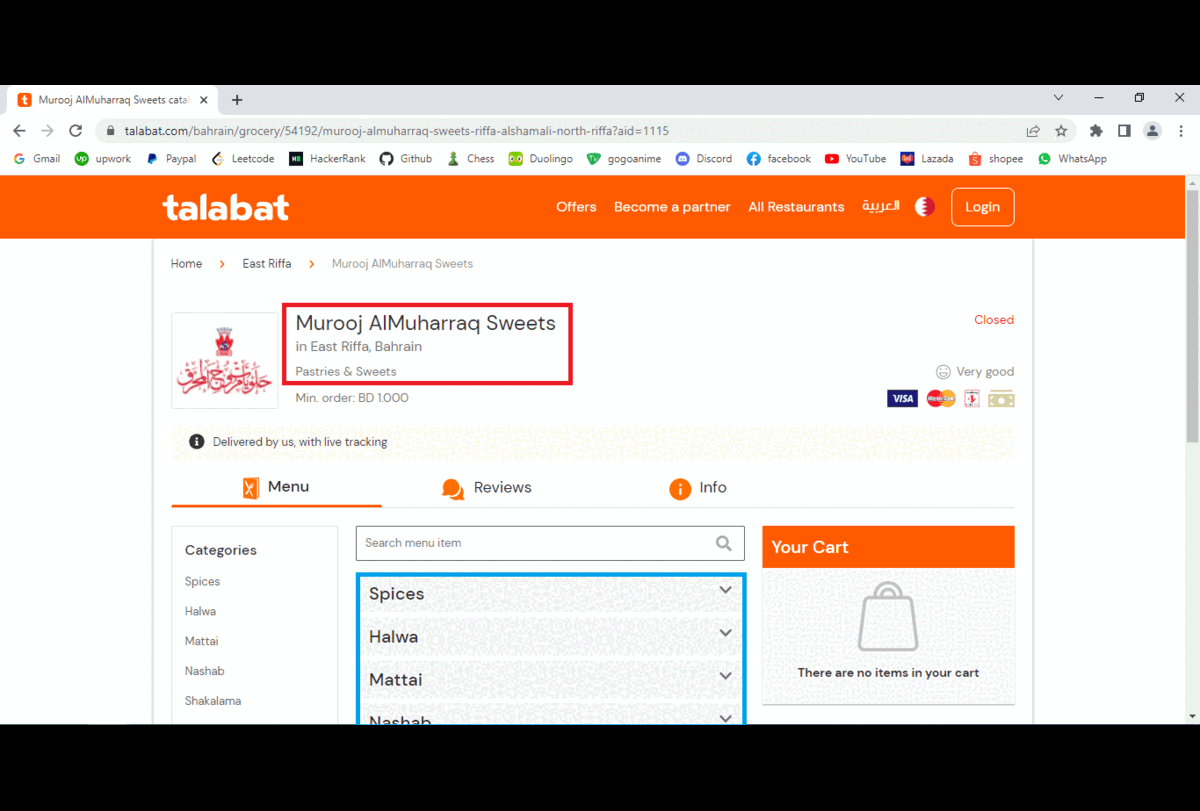 Murooj AlMuharraq Sweets cata
talabat.com/bahrain/grocery/54192/murooj-almuharraq-sweets-riffa-alshamali-north-riffa?aid=1115
Gmail upwork Paypal Leetcode HackerRank Github Chess Duolingo gogoanime Discord facebook YouTube Lazada shopee WhatsApp
talabat Offers Become a partner All Restaurants العربية Login
Home East Riffa Murooj AlMuharraq Sweets
Murooj AlMuharraq Sweets
Closed
in East Riffa, Bahrain
Pastries & Sweets
Very good
Min. order: BD 1.000
VISA
Delivered by us, with live tracking
Menu Reviews Info
Categories
Spices
Halwa
Mattai
Nashab
Shakalama
Search menu item
Spices
Halwa
Mattai
Nashab
Your Cart
There are no items in your cart